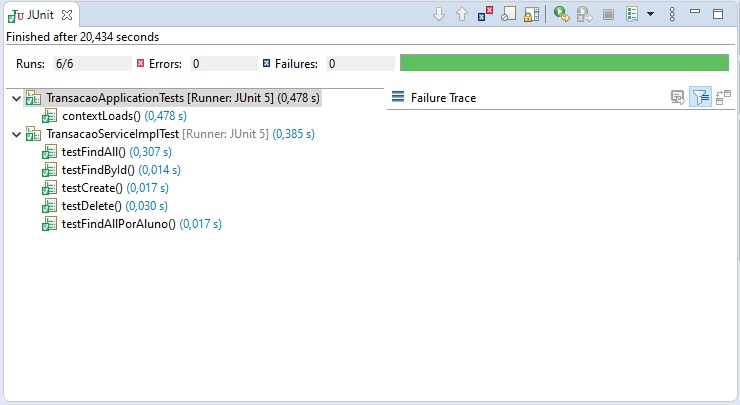 JUnit
Finished after 20,434 seconds
Runs: 6/6 Errors: 0 Failures: 0
TransacaoApplicationTests [Runner: JUnit 5] (0,478 s)
Failure Trace
contextLoads() (0,478 s)
TransacaoServiceImplTest [Runner: JUnit 5] (0,385 s)
testFindAll() (0,307 s)
testFindById() (0,014 s)
testCreate() (0,017 s)
testDelete() (0,030 s)
testFindAllPorAluno() (0,017 s)